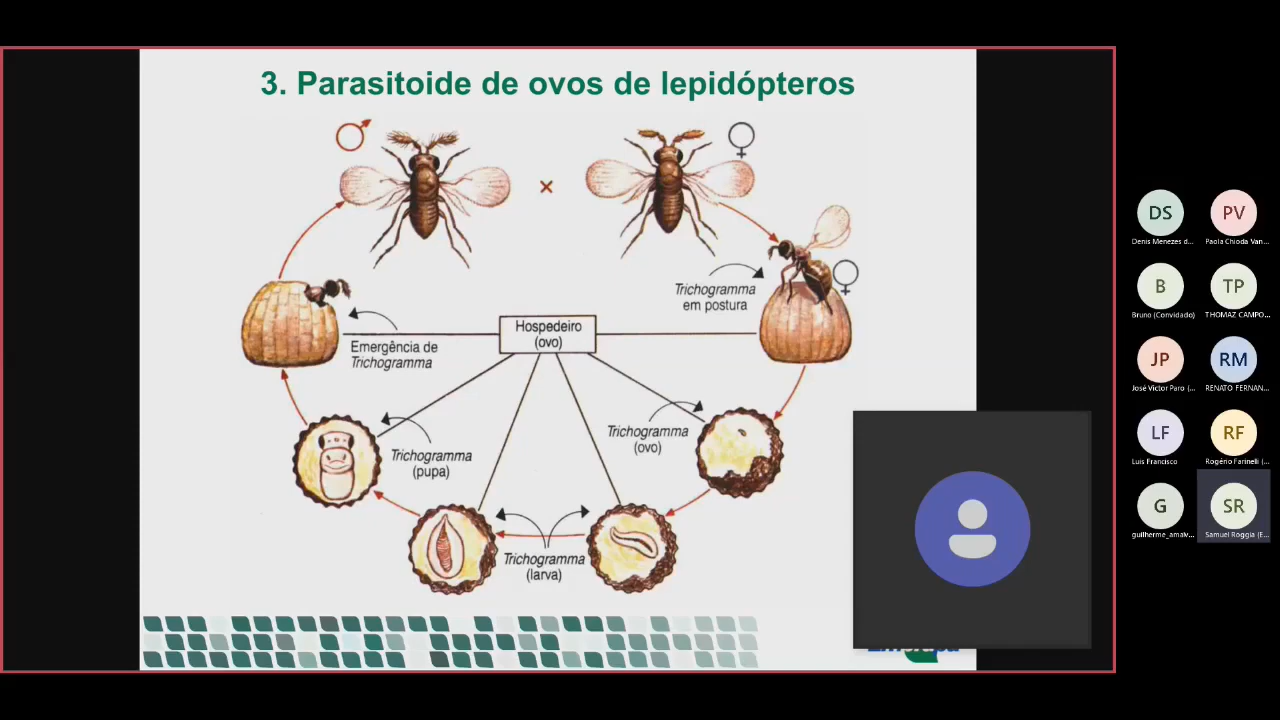 3. Parasitoide de ovos de lepidópteros
Trichogramma
em postura
Hospedeiro
(ovo)
Emergência de
Trichogramma
Trichogramma
(ovo)
Trichogramma
(pupa)
Trichogramma
(larva)
DS
PV
Denis Menezes d...
Paola Chioda Van...
B
TP
Bruno (Convidado)
THOMAZ CAMPO...
JP
RM
José Victor Paro (...
RENATO FERNAN...
LF
RF
Luis Francisco
Rogério Farinelli (...
G
SR
guilherme_amalv...
Samuel Roggia (E...